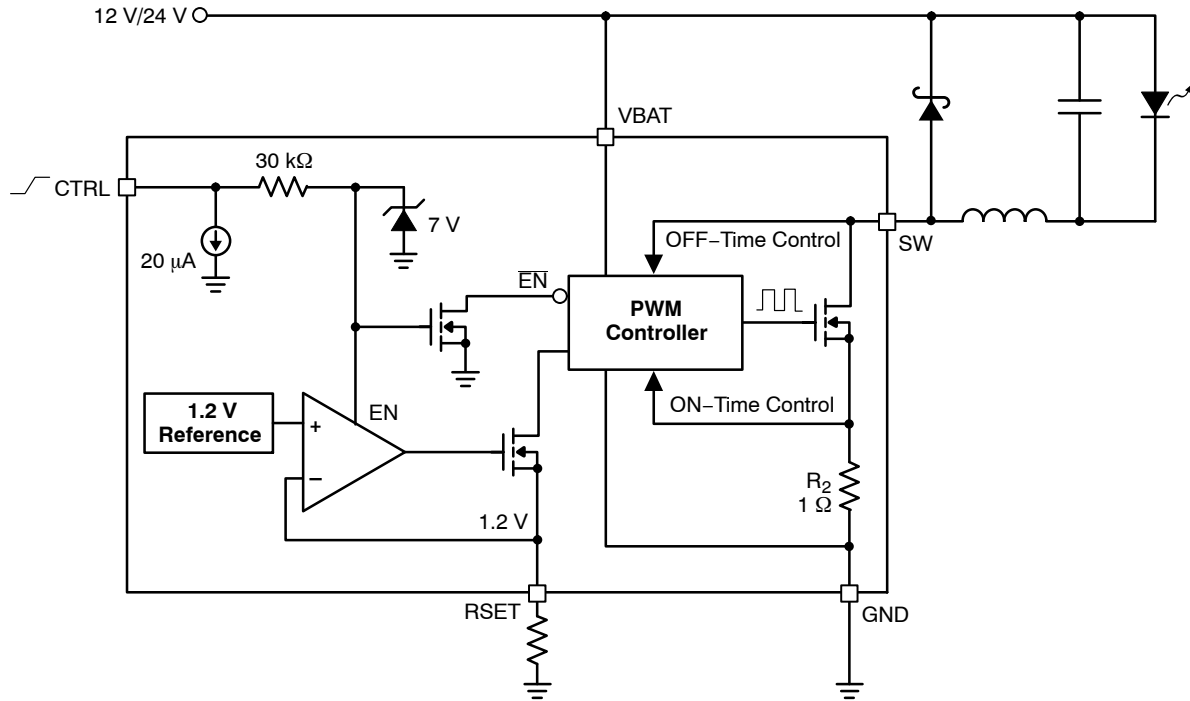 12 V/24 V
VBAT
30 kΩ
CTRL
7 V
20 μA
OFF−Time Control
SW
EN
PWM
Controller
1.2 V
Reference
EN
+
−
ON−Time Control
R2
1 Ω
1.2 V
RSET
GND